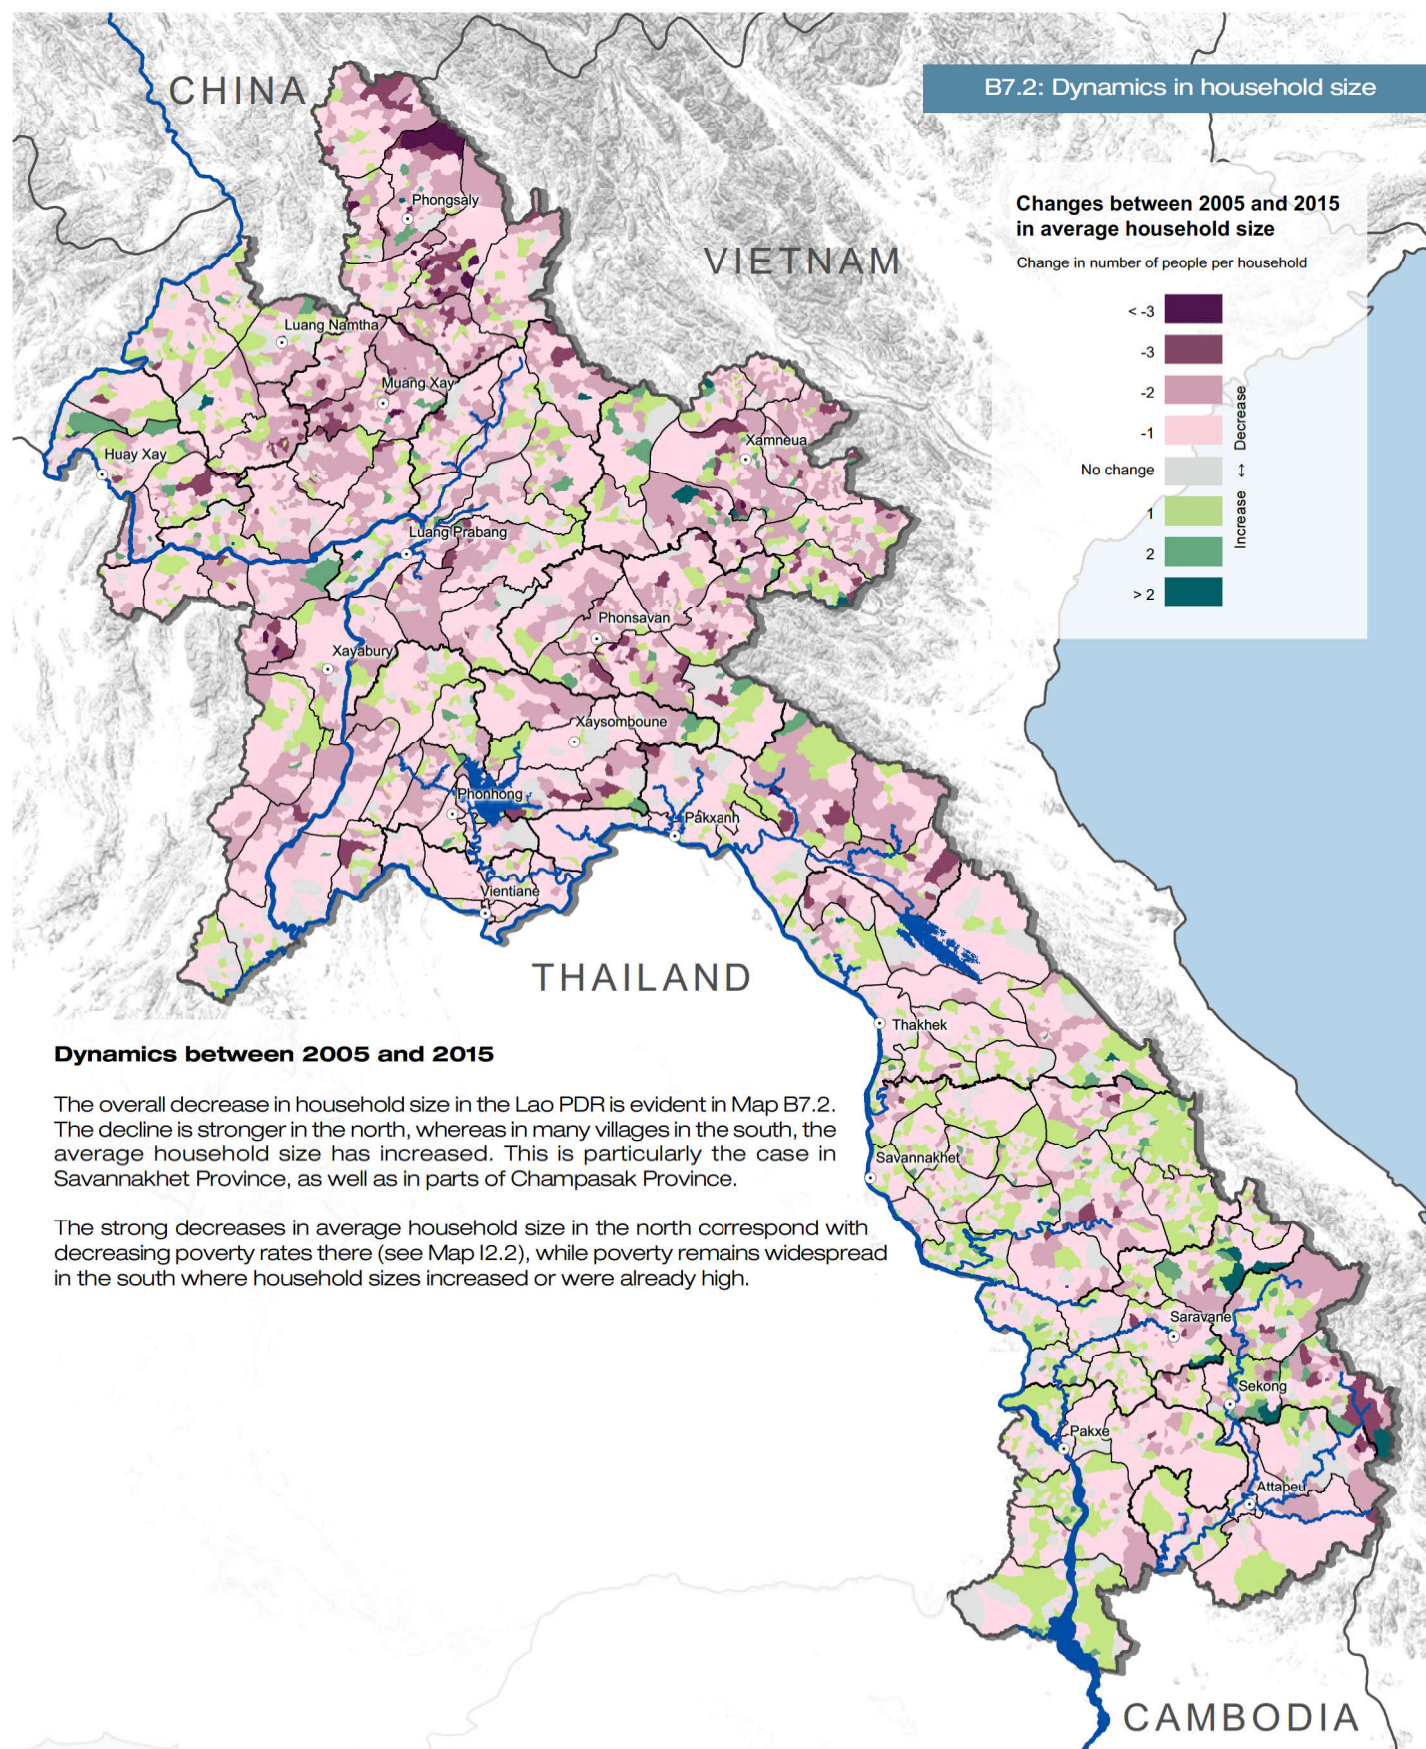 CHINA
B7.2: Dynamics in household size
Changes between 2005 and 2015
in average household size
Change in number of people per household
< -3
-3
-2
-1
No change
1
2
> 2
Increase ↔ Decrease
VIETNAM
Phongsaly
Luang Namtha
Muang Xay
Huay Xay
Xamneua
Luang Prabang
Phonsavan
Xayabury
Xaysomboune
Phonhong
Pakxanh
Vientiane
THAILAND
Thakhek
Dynamics between 2005 and 2015
The overall decrease in household size in the Lao PDR is evident in Map B7.2.
The decline is stronger in the north, whereas in many villages in the south, the
average household size has increased. This is particularly the case in
Savannakhet Province, as well as in parts of Champasak Province.
The strong decreases in average household size in the north correspond with
decreasing poverty rates there (see Map I2.2), while poverty remains widespread
in the south where household sizes increased or were already high.
Savannakhet
Saravane
Sekong
Pakxe
Attapeu
CAMBODIA